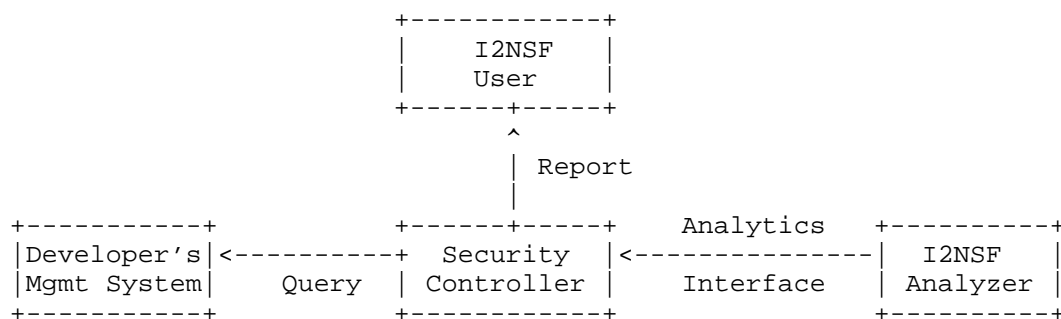 I2NSF
User
Report
Analytics
Developer's Security I2NSF
Mgmt System Query Controller Interface Analyzer